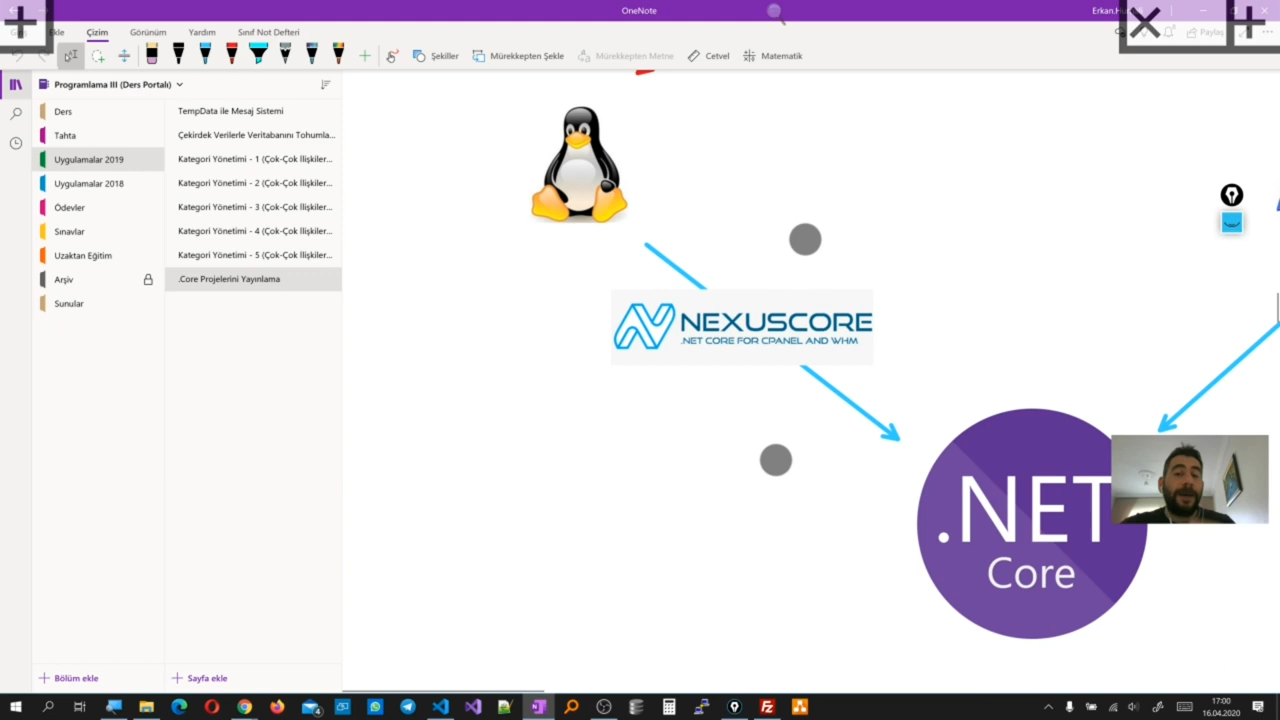 OneNote
Erkan.Hu
Ekle
Çizim
Görünüm
Yardım
Sınıf Not Defteri
Paylaş
Şekiller
Mürekkepten Şekle
Mürekkepten Metne
Cetvel
Matematik
Programlama III (Ders Portalı)
Ders
Tahta
Uygulamalar 2019
Uygulamalar 2018
Ödevler
Sınavlar
Uzaktan Eğitim
Arşiv
Sunular
TempData ile Mesaj Sistemi
Çekirdek Verilerle Veritabanını Tohumla...
Kategori Yönetimi - 1 (Çok-Çok İlişkiler...
Kategori Yönetimi - 2 (Çok-Çok İlişkiler...
Kategori Yönetimi - 3 (Çok-Çok İlişkiler...
Kategori Yönetimi - 4 (Çok-Çok İlişkiler...
Kategori Yönetimi - 5 (Çok-Çok İlişkiler...
.Core Projelerini Yayınlama
NEXUSCORE
.NET CORE FOR CPANEL AND WHM
.NET
Core
Bölüm ekle
Sayfa ekle
17:00
16.04.2020